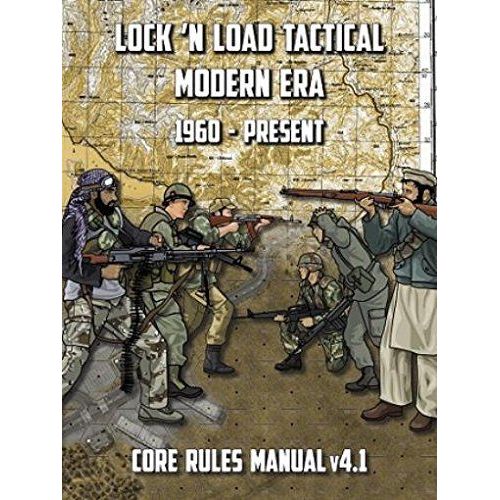 LOCK 'N LOAD TACTICAL
MODERN ERA
1960 - PRESENT
CORE RULES MANUAL v4.1